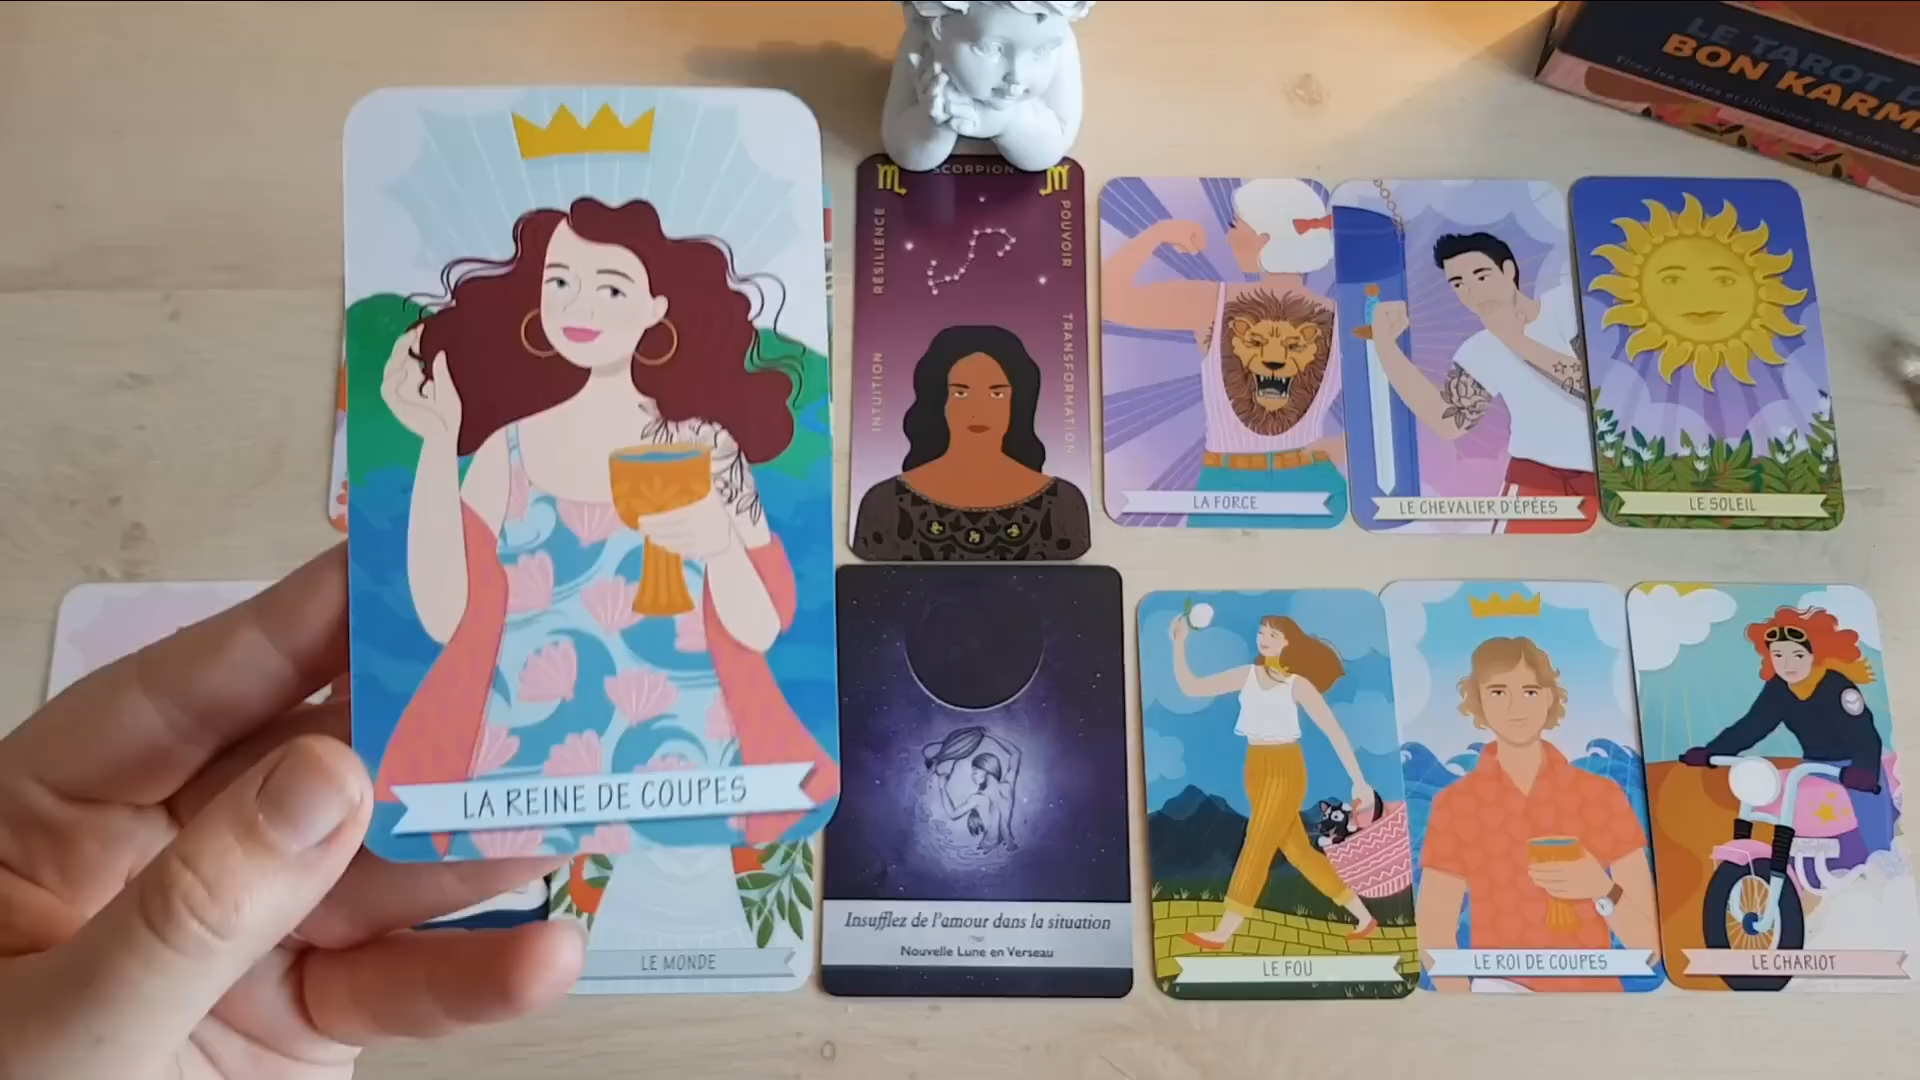 LE TAROT D
BON KARM
SCORPION
RÉSILIENCE
POUVOIR
INTUITION
TRANSFORMATION
LA FORCE
LE CHEVALIER D'ÉPÉES
LE SOLEIL
LA REINE DE COUPES
Insufflez de l'amour dans la situation
Nouvelle Lune en Verseau
LE MONDE
LE FOU
LE ROI DE COUPES
LE CHARIOT